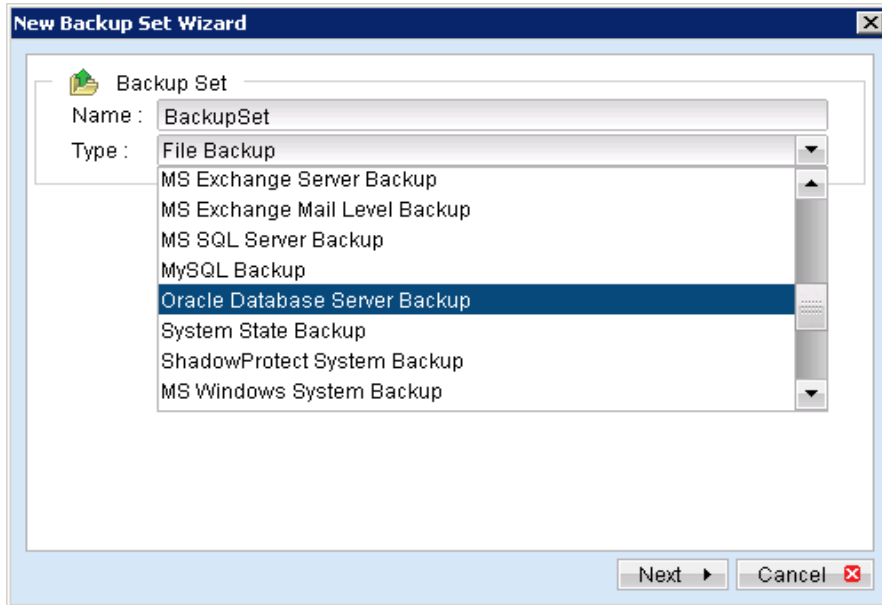 New Backup Set Wizard
Backup Set
Name : BackupSet
Type : File Backup
MS Exchange Server Backup
MS Exchange Mail Level Backup
MS SQL Server Backup
MySQL Backup
Oracle Database Server Backup
System State Backup
ShadowProtect System Backup
MS Windows System Backup
Next Cancel